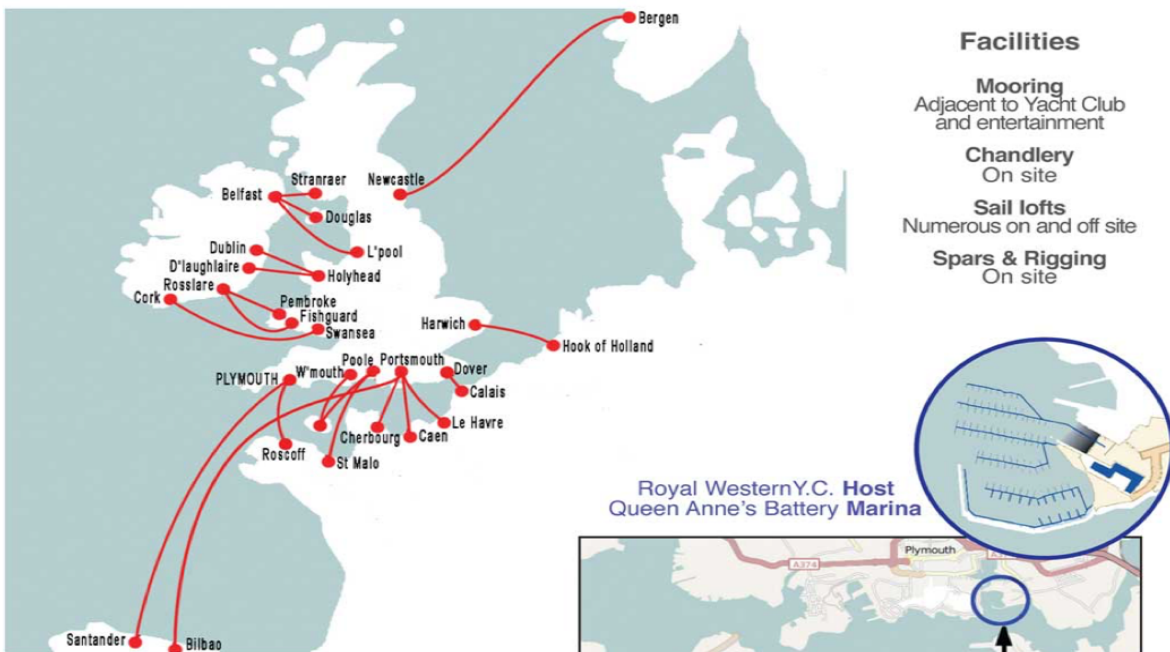 Bergen
Stranraer
Newcastle
Belfast
Douglas
L'pool
Dublin
D'laughlaire
Holyhead
Rosslare
Cork
Pembroke
Fishguard
Swansea
Harwich
Hook of Holland
PLYMOUTH
W'mouth
Poole
Portsmouth
Dover
Calais
Le Havre
Cherbourg
Caen
Roscoff
St Malo
Santander
Bilbao
Facilities
Mooring
Adjacent to Yacht Club
and entertainment
Chandlery
On site
Sail lofts
Numerous on and off site
Spars & Rigging
On site
Royal WesternY.C. Host
Queen Anne's Battery Marina
Plymouth
A374